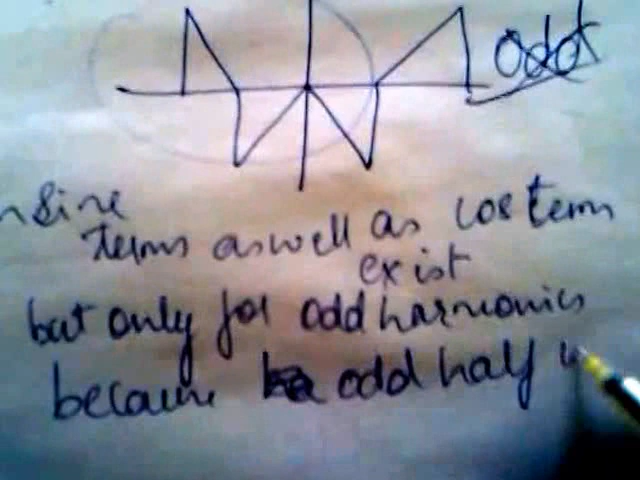 odd
n sine
terms aswell as cos term
exist
but only for odd harmonics
because odd half